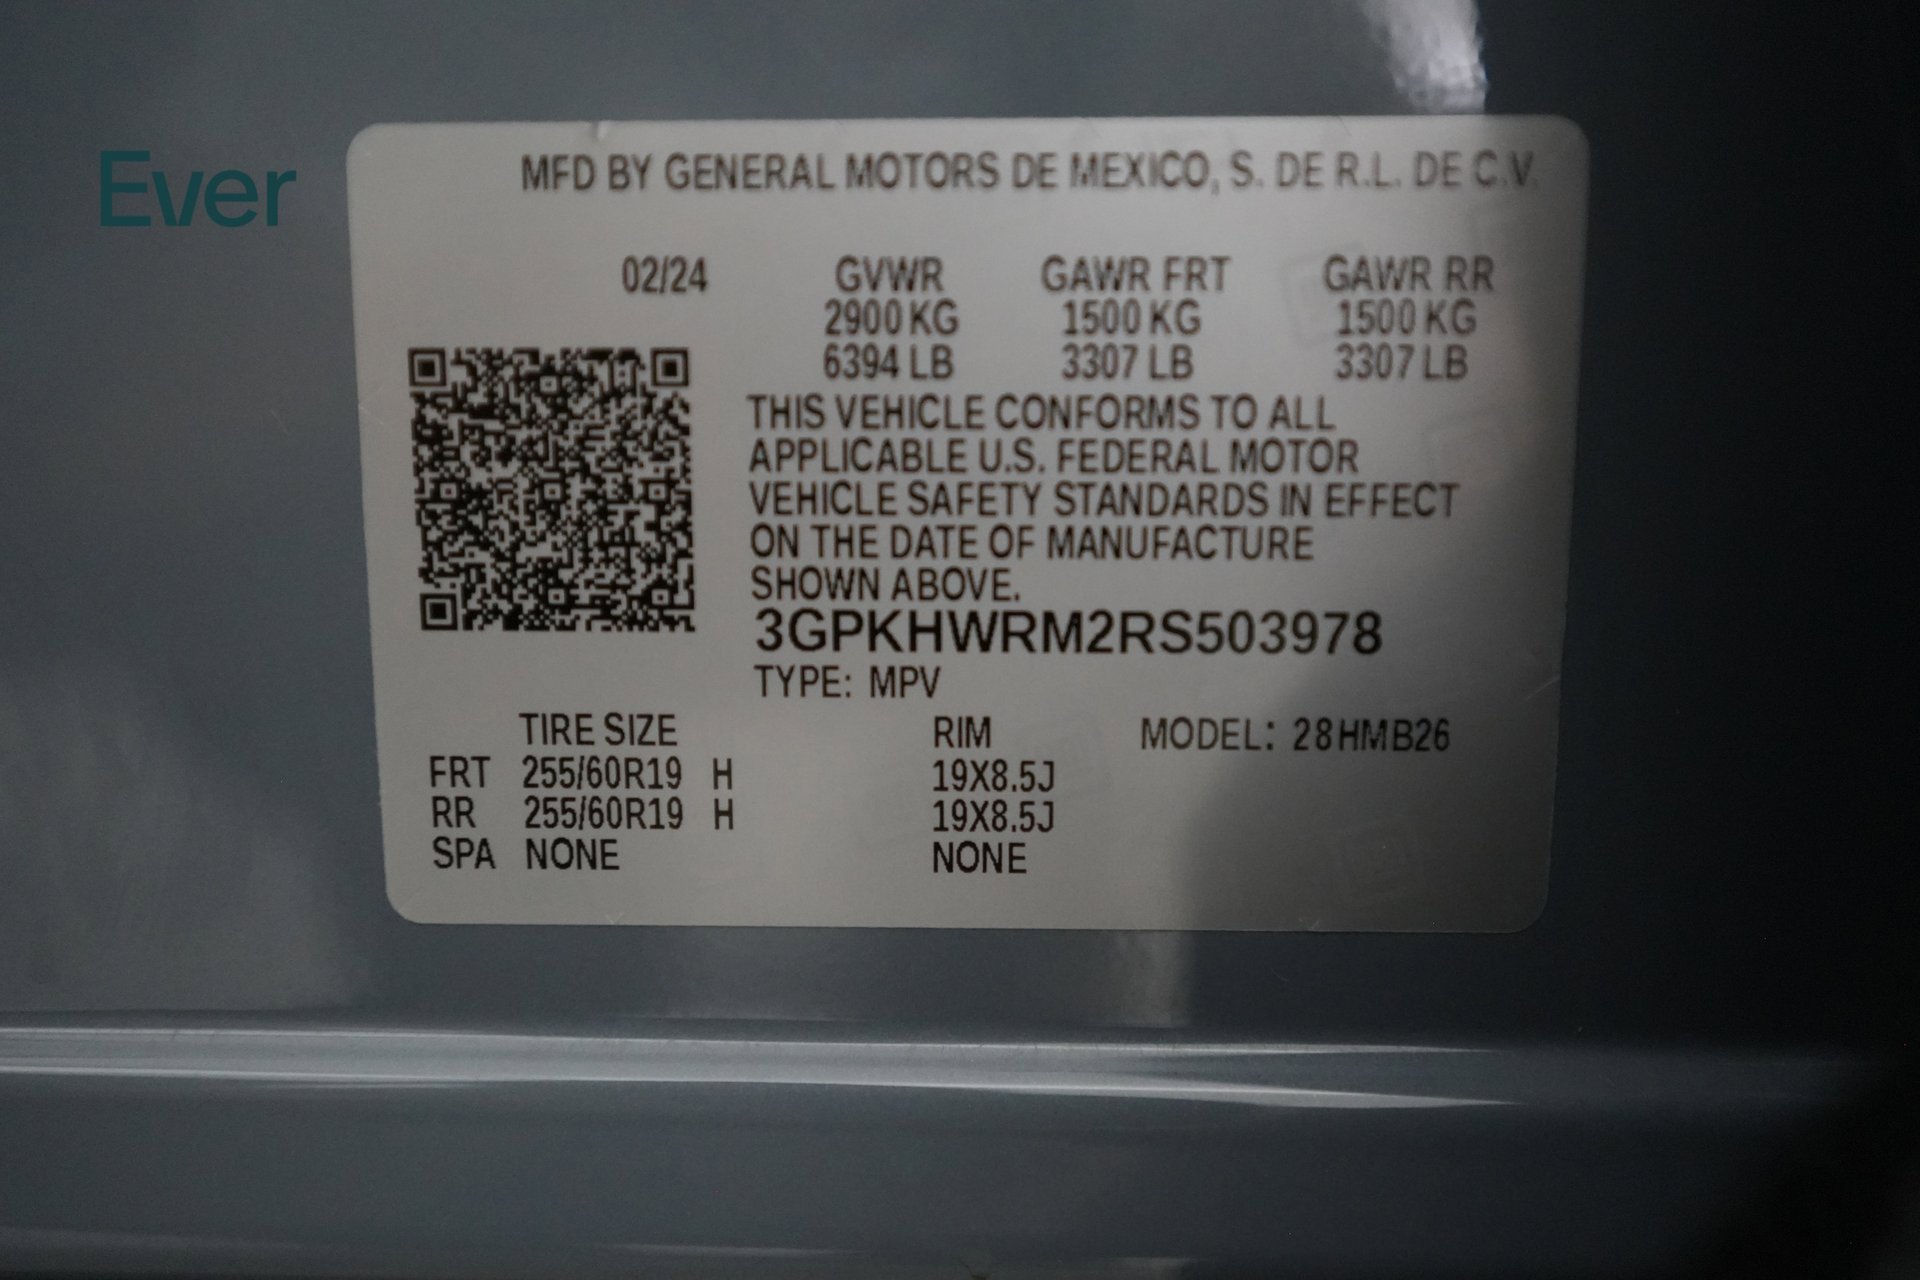 Ever
MFD BY GENERAL MOTORS DE MEXICO, S. DE R.L. DE C.V.
02/24 GVWR GAWR FRT GAWR RR
2900 KG 1500 KG 1500 KG
6394 LB 3307 LB 3307 LB
THIS VEHICLE CONFORMS TO ALL
APPLICABLE U.S. FEDERAL MOTOR
VEHICLE SAFETY STANDARDS IN EFFECT
ON THE DATE OF MANUFACTURE
SHOWN ABOVE.
3GPKHWRM2RS503978
TYPE: MPV
TIRE SIZE RIM MODEL: 28HMB26
FRT 255/60R19 H 19X8.5J
RR 255/60R19 H 19X8.5J
SPA NONE NONE